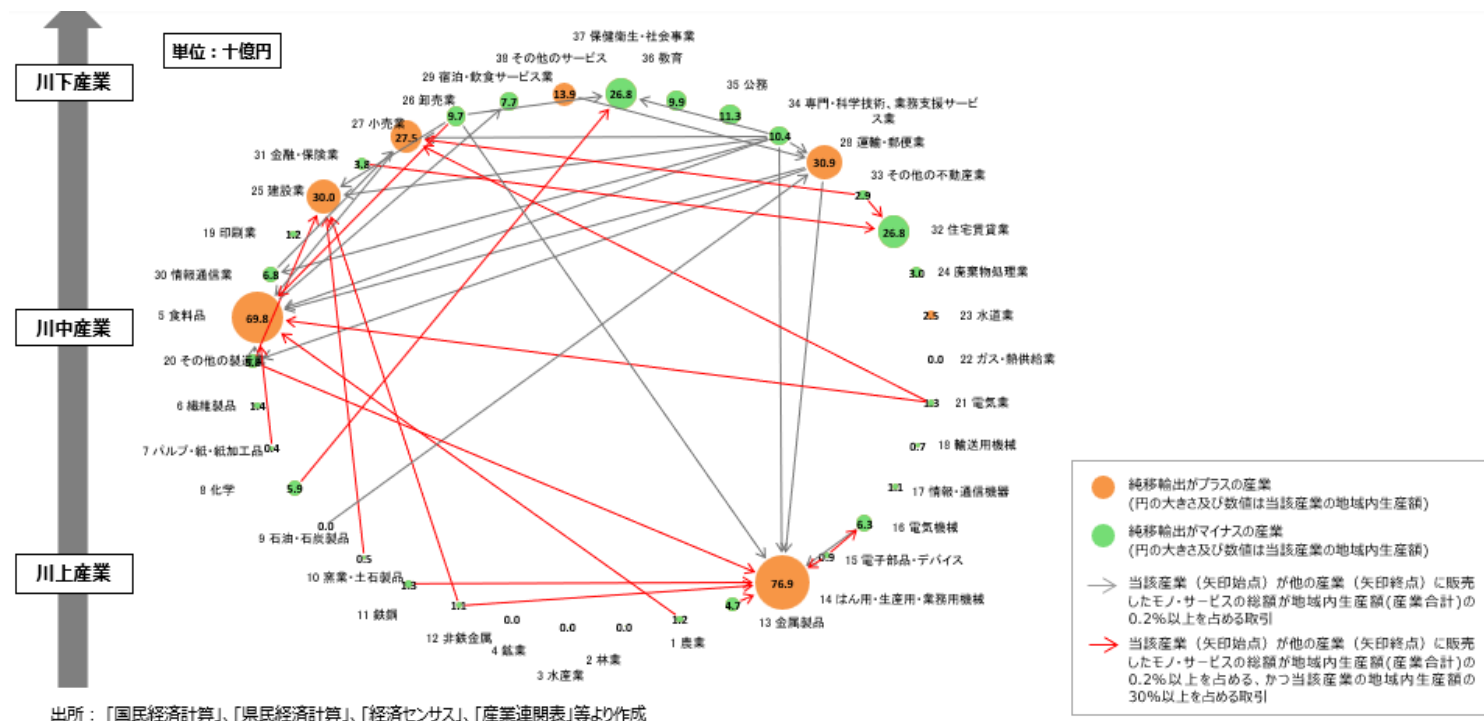 単位：十億円
川下産業
川中産業
川上産業
37 保健衛生・社会事業
38 その他のサービス
36 教育
29 宿泊・飲食サービス業
35 公務
26 卸売業
34 専門・科学技術、業務支援サービ
ス業
27 小売業
28 運輸・郵便業
31 金融・保険業
33 その他の不動産業
25 建設業
32 住宅賃貸業
19 印刷業
24 廃棄物処理業
30 情報通信業
23 水道業
5 食料品
22 ガス・熱供給業
20 その他の製造業
21 電気業
6 繊維製品
18 輸送用機械
7 パルプ・紙・紙加工品
17 情報・通信機器
8 化学
16 電気機械
9 石油・石炭製品
15 電子部品・デバイス
10 窯業・土石製品
14 はん用・生産用・業務用機械
11 鉄鋼
13 金属製品
12 非鉄金属
1 農業
4 鉱業
2 林業
3 水産業
26.8
13.9
9.9
7.7
11.3
9.7
10.4
27.5
30.9
3.8
2.9
30.0
26.8
1.2
3.0
6.8
2.5
69.8
0.0
1.3
1.4
0.7
0.4
1.1
5.9
6.3
0.0
0.9
0.5
76.9
1.3
4.7
1.1
1.2
0.0
0.0
0.0
純移輸出がプラスの産業
(円の大きさ及び数値は当該産業の地域内生産額)
純移輸出がマイナスの産業
(円の大きさ及び数値は当該産業の地域内生産額)
当該産業（矢印始点）が他の産業（矢印終点）に販売
したモノ・サービスの総額が地域内生産額(産業合計)の
0.2%以上を占める取引
当該産業（矢印始点）が他の産業（矢印終点）に販売
したモノ・サービスの総額が地域内生産額(産業合計)の
0.2%以上を占める、かつ当該産業の地域内生産額の
30%以上を占める取引
出所：「国民経済計算」、「県民経済計算」、「経済センサス」、「産業連関表」等より作成